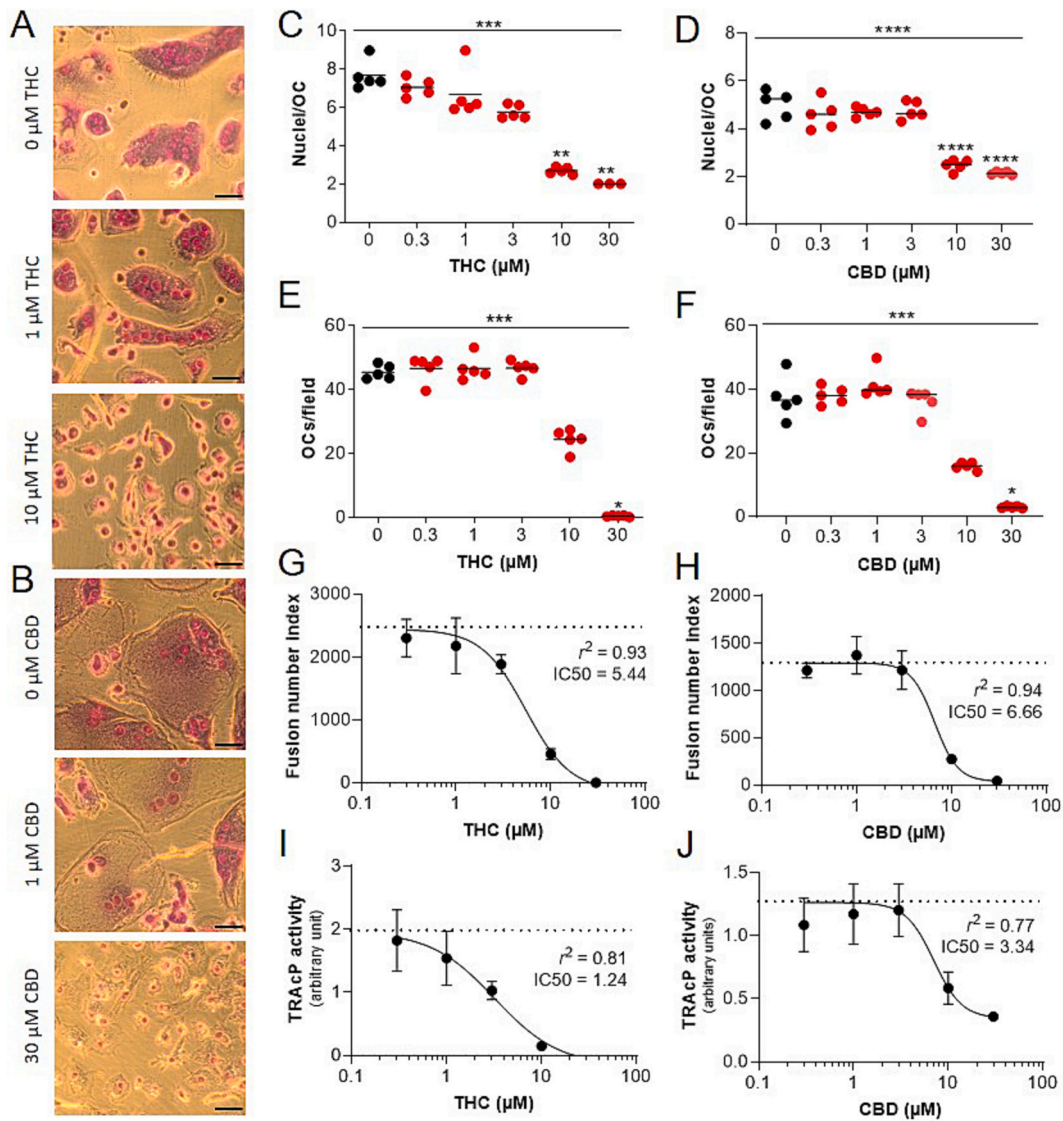 A
0 µM THC
1 µM THC
10 µM THC
B
0 µM CBD
1 µM CBD
30 µM CBD
C
***
10
8
6
4
2
0
Nuclei/OC
**
**
0 0.3 1 3 10 30
THC (µM)
D
****
8
6
4
2
0
Nuclei/OC
****
****
0 0.3 1 3 10 30
CBD (µM)
E
***
60
40
20
0
OCs/field
*
0 0.3 1 3 10 30
THC (µM)
F
***
60
40
20
0
OCs/field
*
0 0.3 1 3 10 30
CBD (µM)
G
3000
2000
1000
0
Fusion number index
r² = 0.93
IC50 = 5.44
0.1 1 10 100
THC (µM)
H
2000
1500
1000
500
0
Fusion number index
r² = 0.94
IC50 = 6.66
0.1 1 10 100
CBD (µM)
I
3
2
1
0
TRAcP activity
(arbitrary unit)
r² = 0.81
IC50 = 1.24
0.1 1 10 100
THC (µM)
J
1.5
1.0
0.5
0.0
TRAcP activity
(arbitrary units)
r² = 0.77
IC50 = 3.34
0.1 1 10 100
CBD (µM)